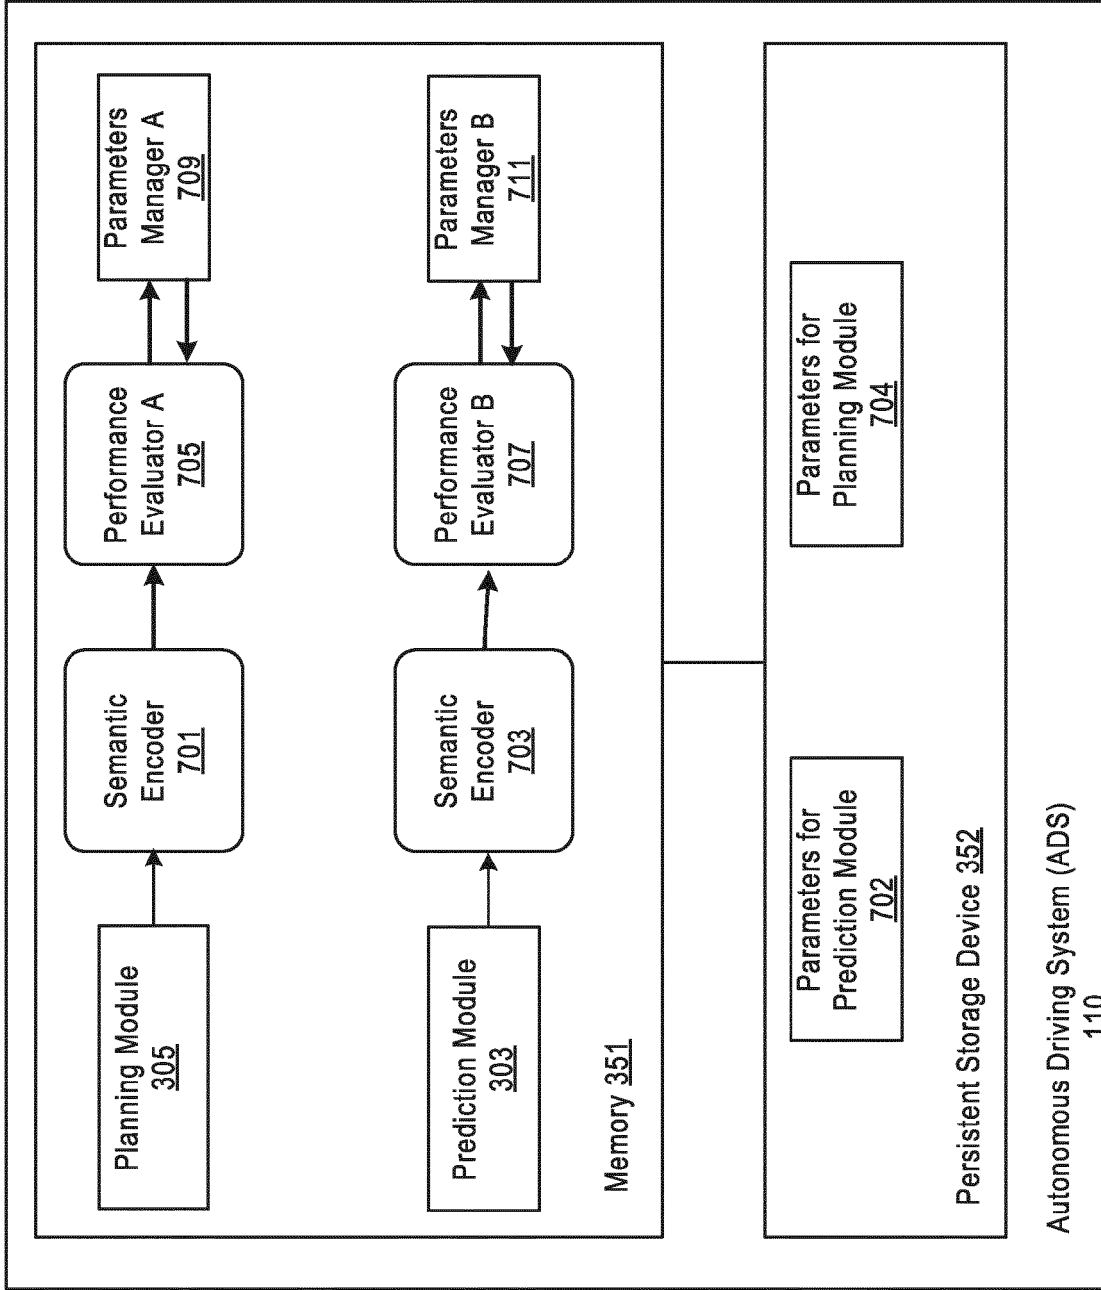 Planning Module
305
Semantic
Encoder
701
Performance
Evaluator A
705
Parameters
Manager A
709
Prediction Module
303
Semantic
Encoder
703
Performance
Evaluator B
707
Parameters
Manager B
711
Memory 351
Parameters for
Prediction Module
702
Parameters for
Planning Module
704
Persistent Storage Device 352
Autonomous Driving System (ADS)
110